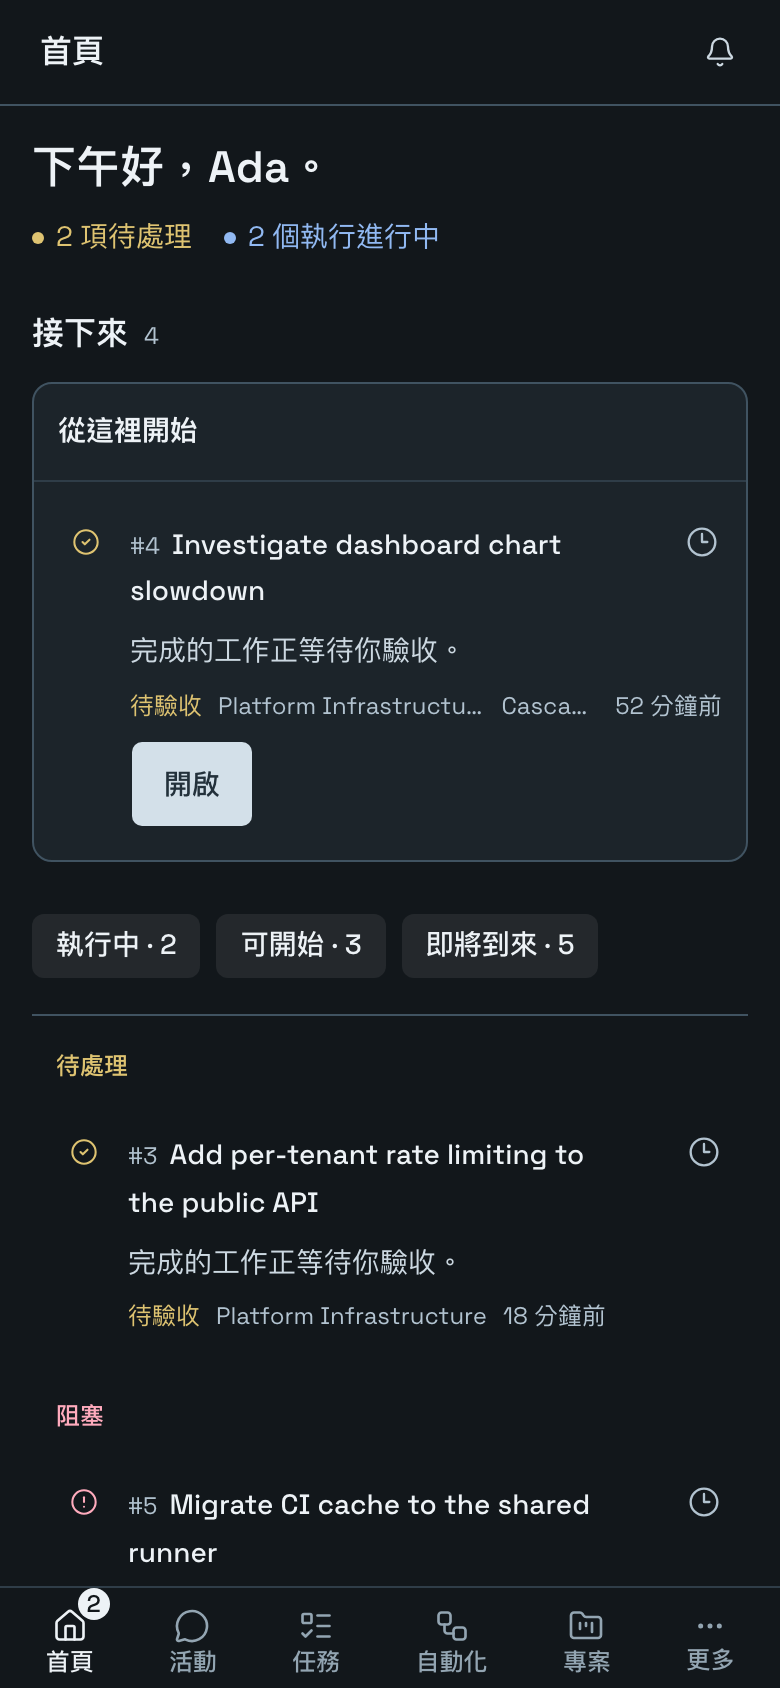 首頁
下午好，Ada。
2 項待處理 2 個執行進行中
接下來 4
從這裡開始
#4 Investigate dashboard chart
slowdown
完成的工作正等待你驗收。
待驗收 Platform Infrastructu… Casca… 52 分鐘前
開啟
執行中 · 2 可開始 · 3 即將到來 · 5
待處理
#3 Add per-tenant rate limiting to
the public API
完成的工作正等待你驗收。
待驗收 Platform Infrastructure 18 分鐘前
阻塞
#5 Migrate CI cache to the shared
runner
2
首頁 活動 任務 自動化 專案 更多